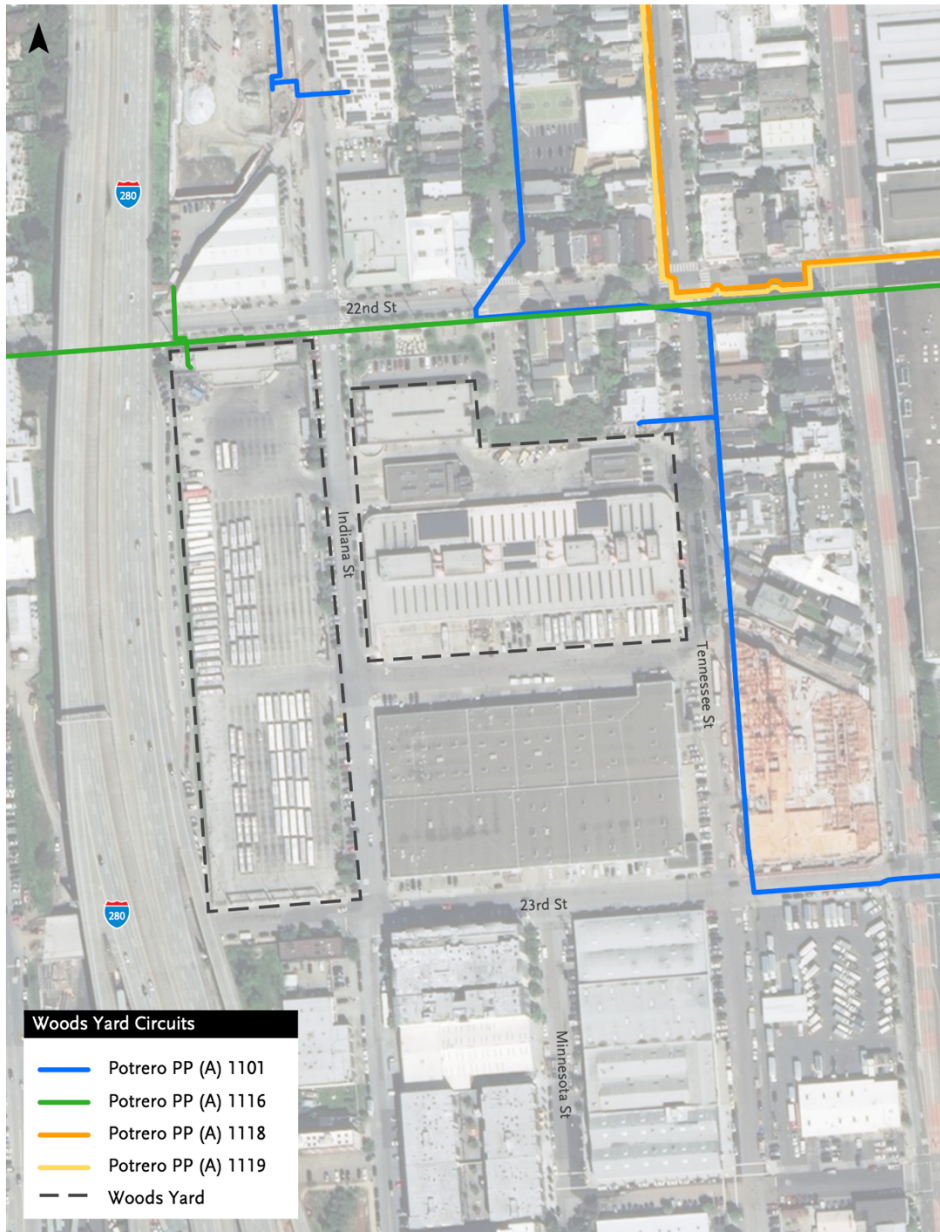 280
22nd St
Indiana St
Tennessee St
280
23rd St
Minnesota St
Woods Yard Circuits
Potrero PP (A) 1101
Potrero PP (A) 1116
Potrero PP (A) 1118
Potrero PP (A) 1119
Woods Yard